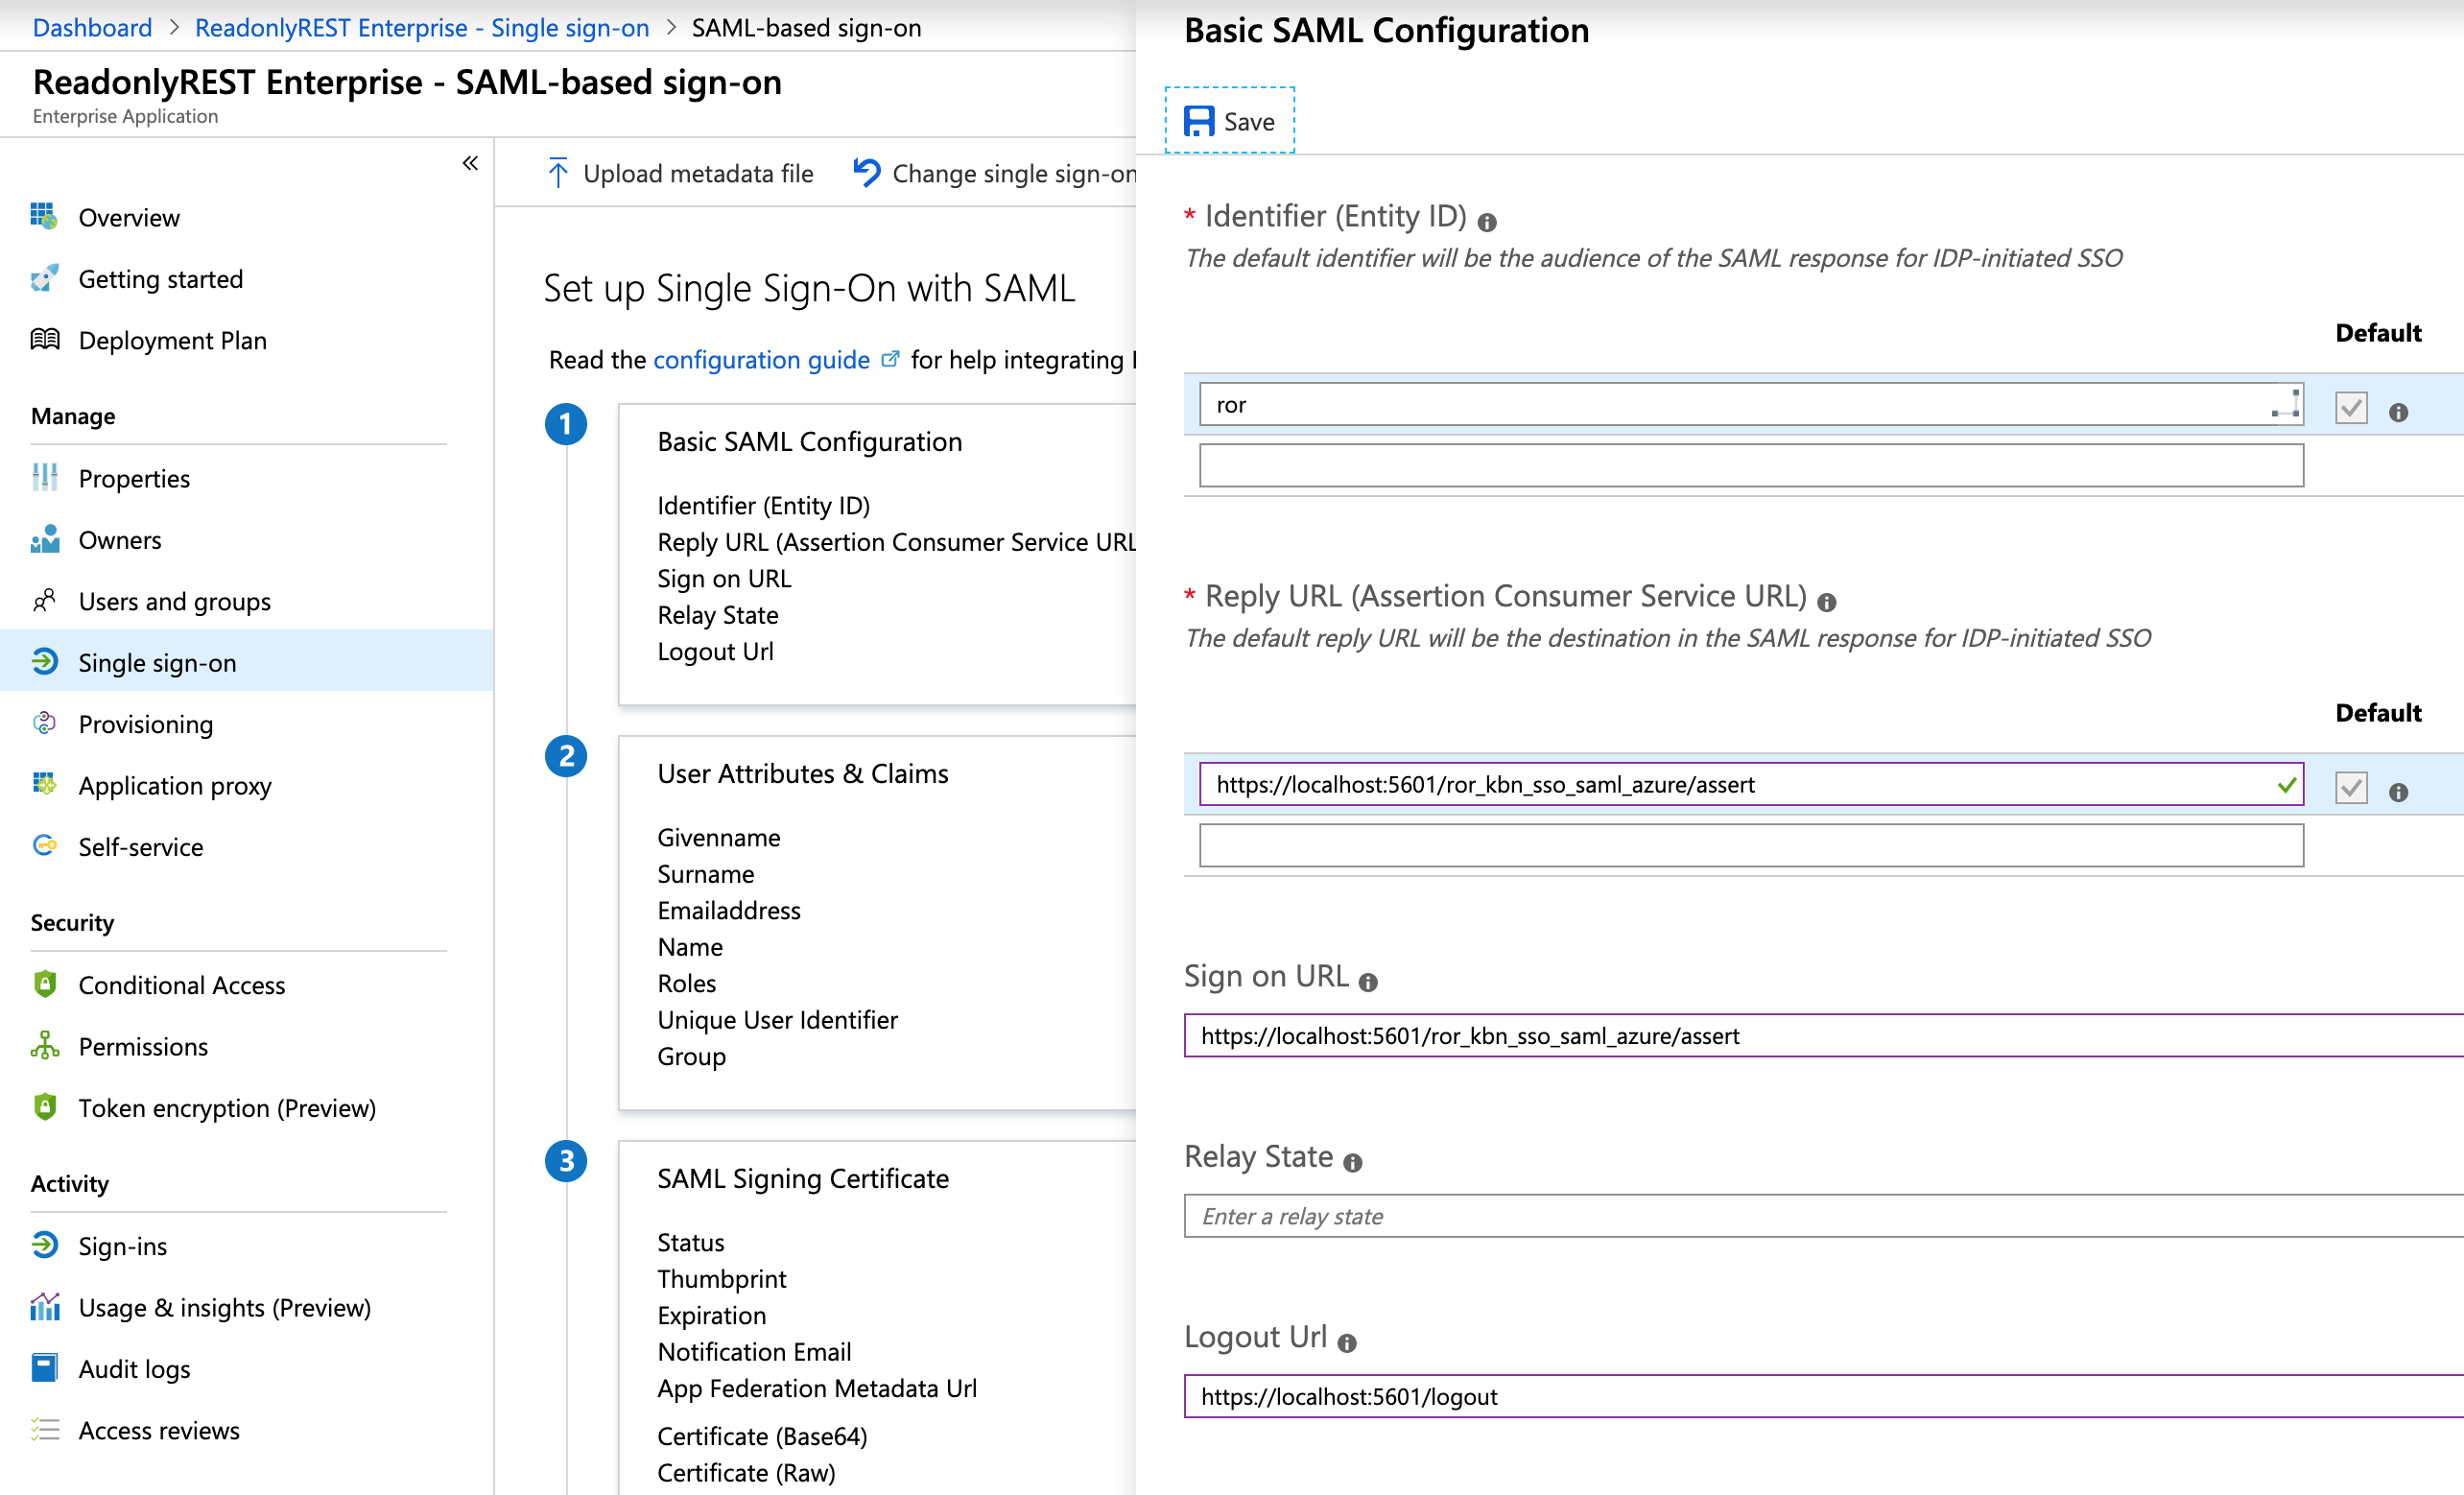 Dashboard > ReadonlyREST Enterprise - Single sign-on > SAML-based sign-on
ReadonlyREST Enterprise - SAML-based sign-on
Enterprise Application
«
Overview
Getting started
Deployment Plan
Manage
Properties
Owners
Users and groups
Single sign-on
Provisioning
Application proxy
Self-service
Security
Conditional Access
Permissions
Token encryption (Preview)
Activity
Sign-ins
Usage & insights (Preview)
Audit logs
Access reviews
Upload metadata file
Change single sign-on
Set up Single Sign-On with SAML
Read the configuration guide for help integrating
1
Basic SAML Configuration
Identifier (Entity ID)
Reply URL (Assertion Consumer Service URL
Sign on URL
Relay State
Logout Url
2
User Attributes & Claims
Givenname
Surname
Emailaddress
Name
Roles
Unique User Identifier
Group
3
SAML Signing Certificate
Status
Thumbprint
Expiration
Notification Email
App Federation Metadata Url
Certificate (Base64)
Certificate (Raw)
Basic SAML Configuration
Save
* Identifier (Entity ID)
The default identifier will be the audience of the SAML response for IDP-initiated SSO
Default
ror
* Reply URL (Assertion Consumer Service URL)
The default reply URL will be the destination in the SAML response for IDP-initiated SSO
Default
https://localhost:5601/ror_kbn_sso_saml_azure/assert
Sign on URL
https://localhost:5601/ror_kbn_sso_saml_azure/assert
Relay State
Enter a relay state
Logout Url
https://localhost:5601/logout